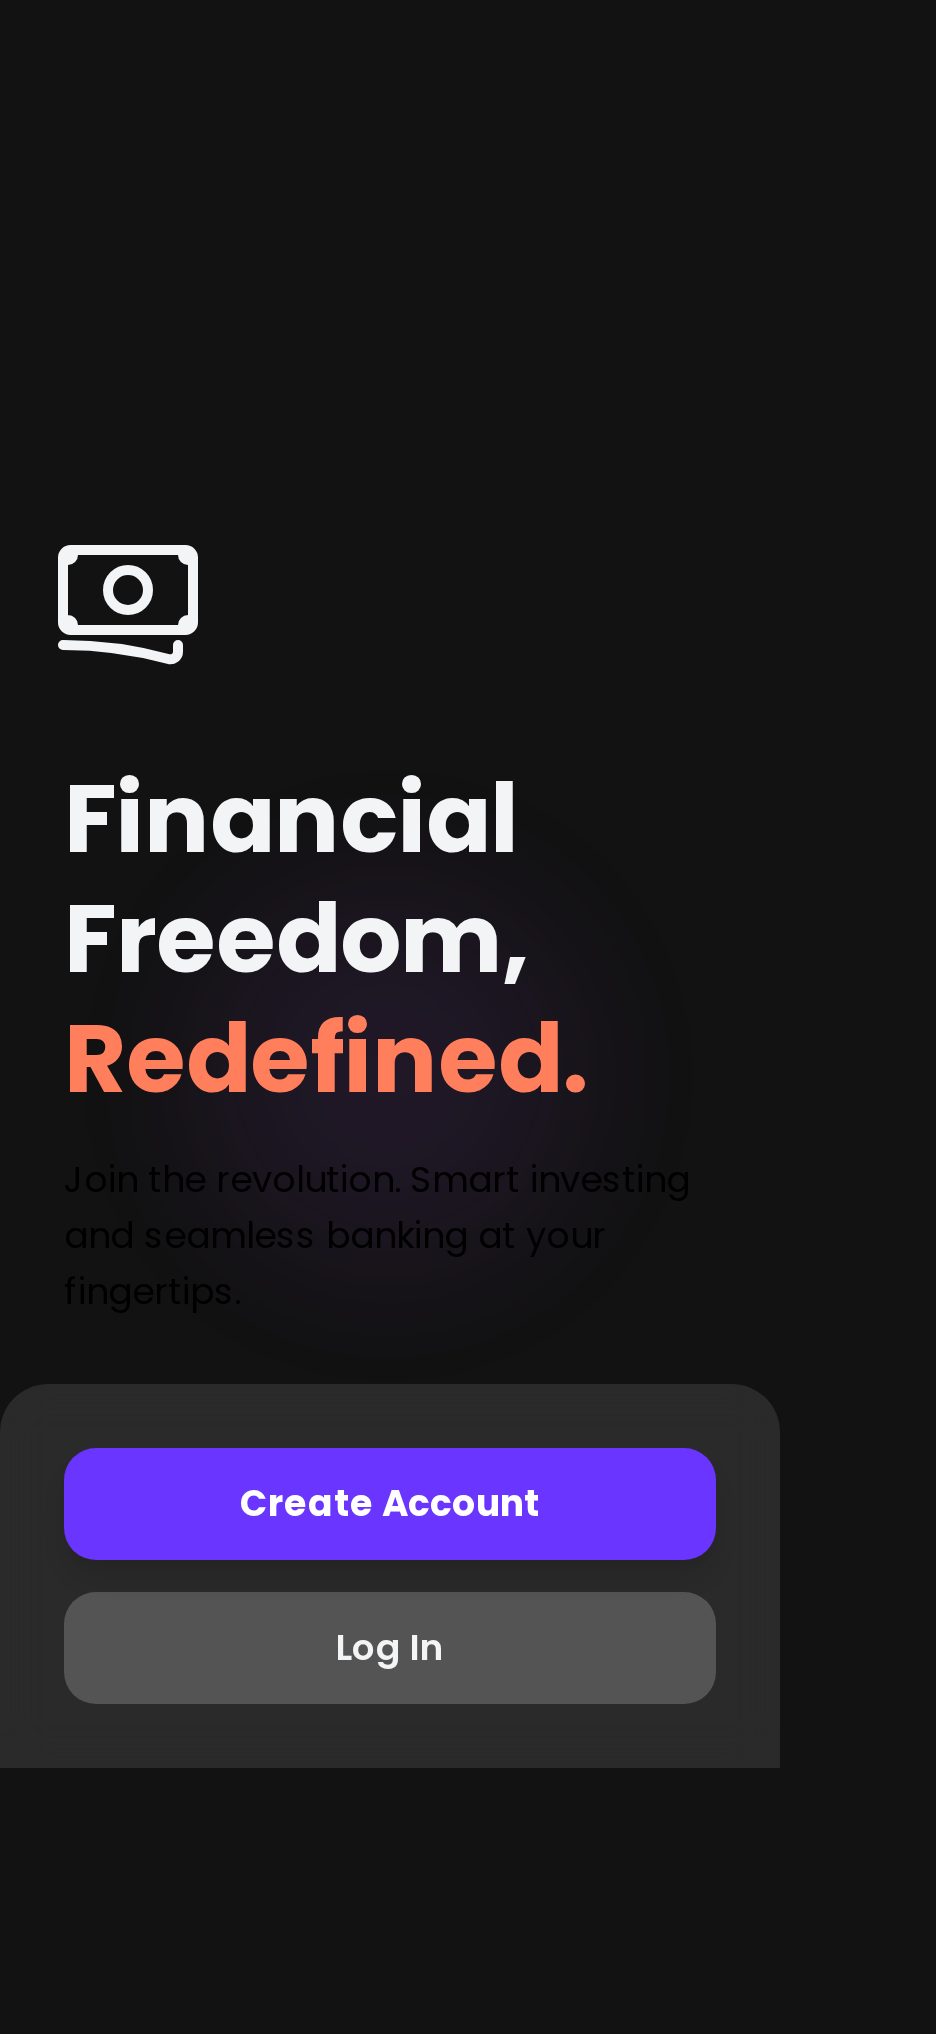 Financial
Freedom,
Redefined.
Join the revolution. Smart investing
and seamless banking at your
fingertips.
Create Account
Log In